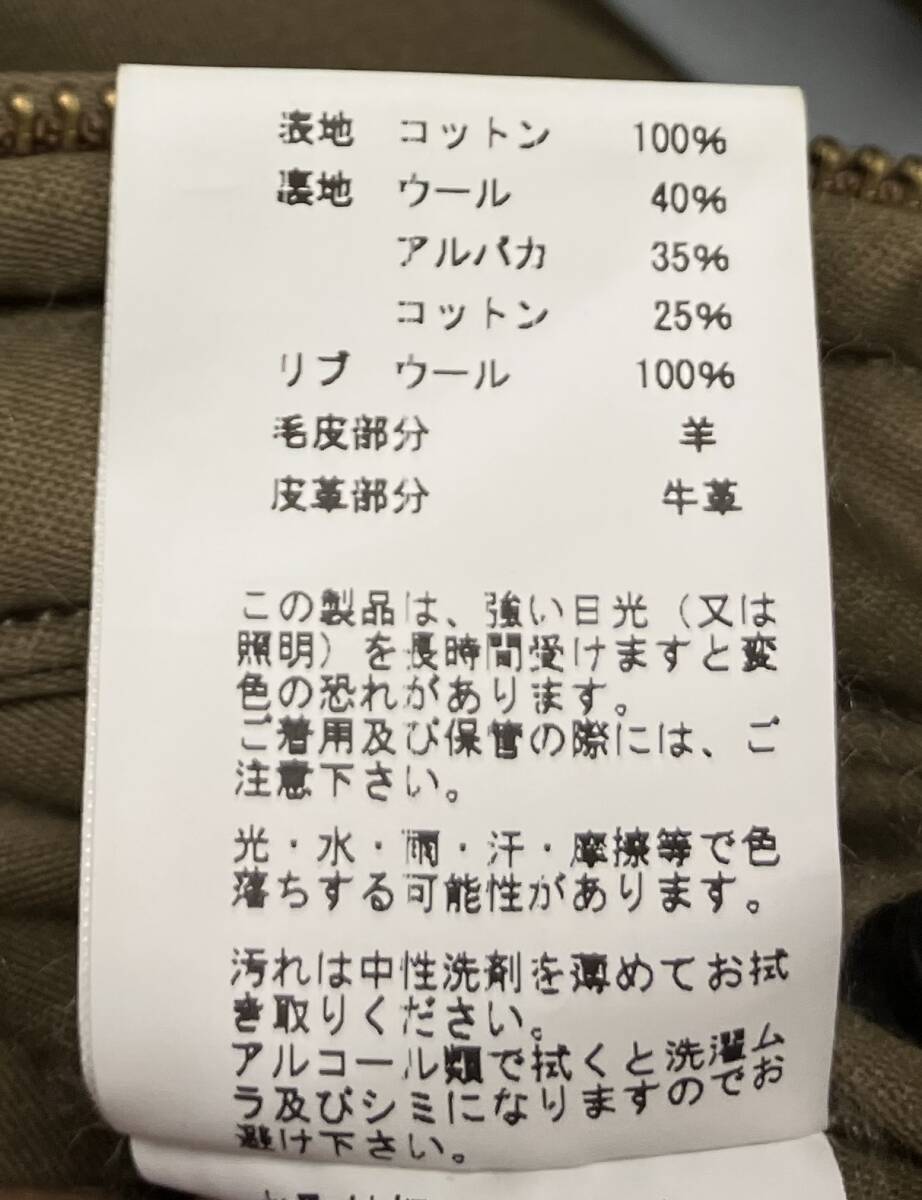 表地 コットン 100%
裏地 ウール 40%
アルパカ 35%
コットン 25%
リブ ウール 100%
毛皮部分 羊
皮革部分 牛革
この製品は、強い日光（又は
照明）を長時間受けますと変
色の恐れがあります。
ご着用及び保管の際には、ご
注意下さい。
光・水・雨・汗・摩擦等で色
落ちする可能性があります。
汚れは中性洗剤を薄めてお拭
き取りください。
アルコール類で拭くと洗濯ム
ラ及びシミになりますのでお
避け下さい。